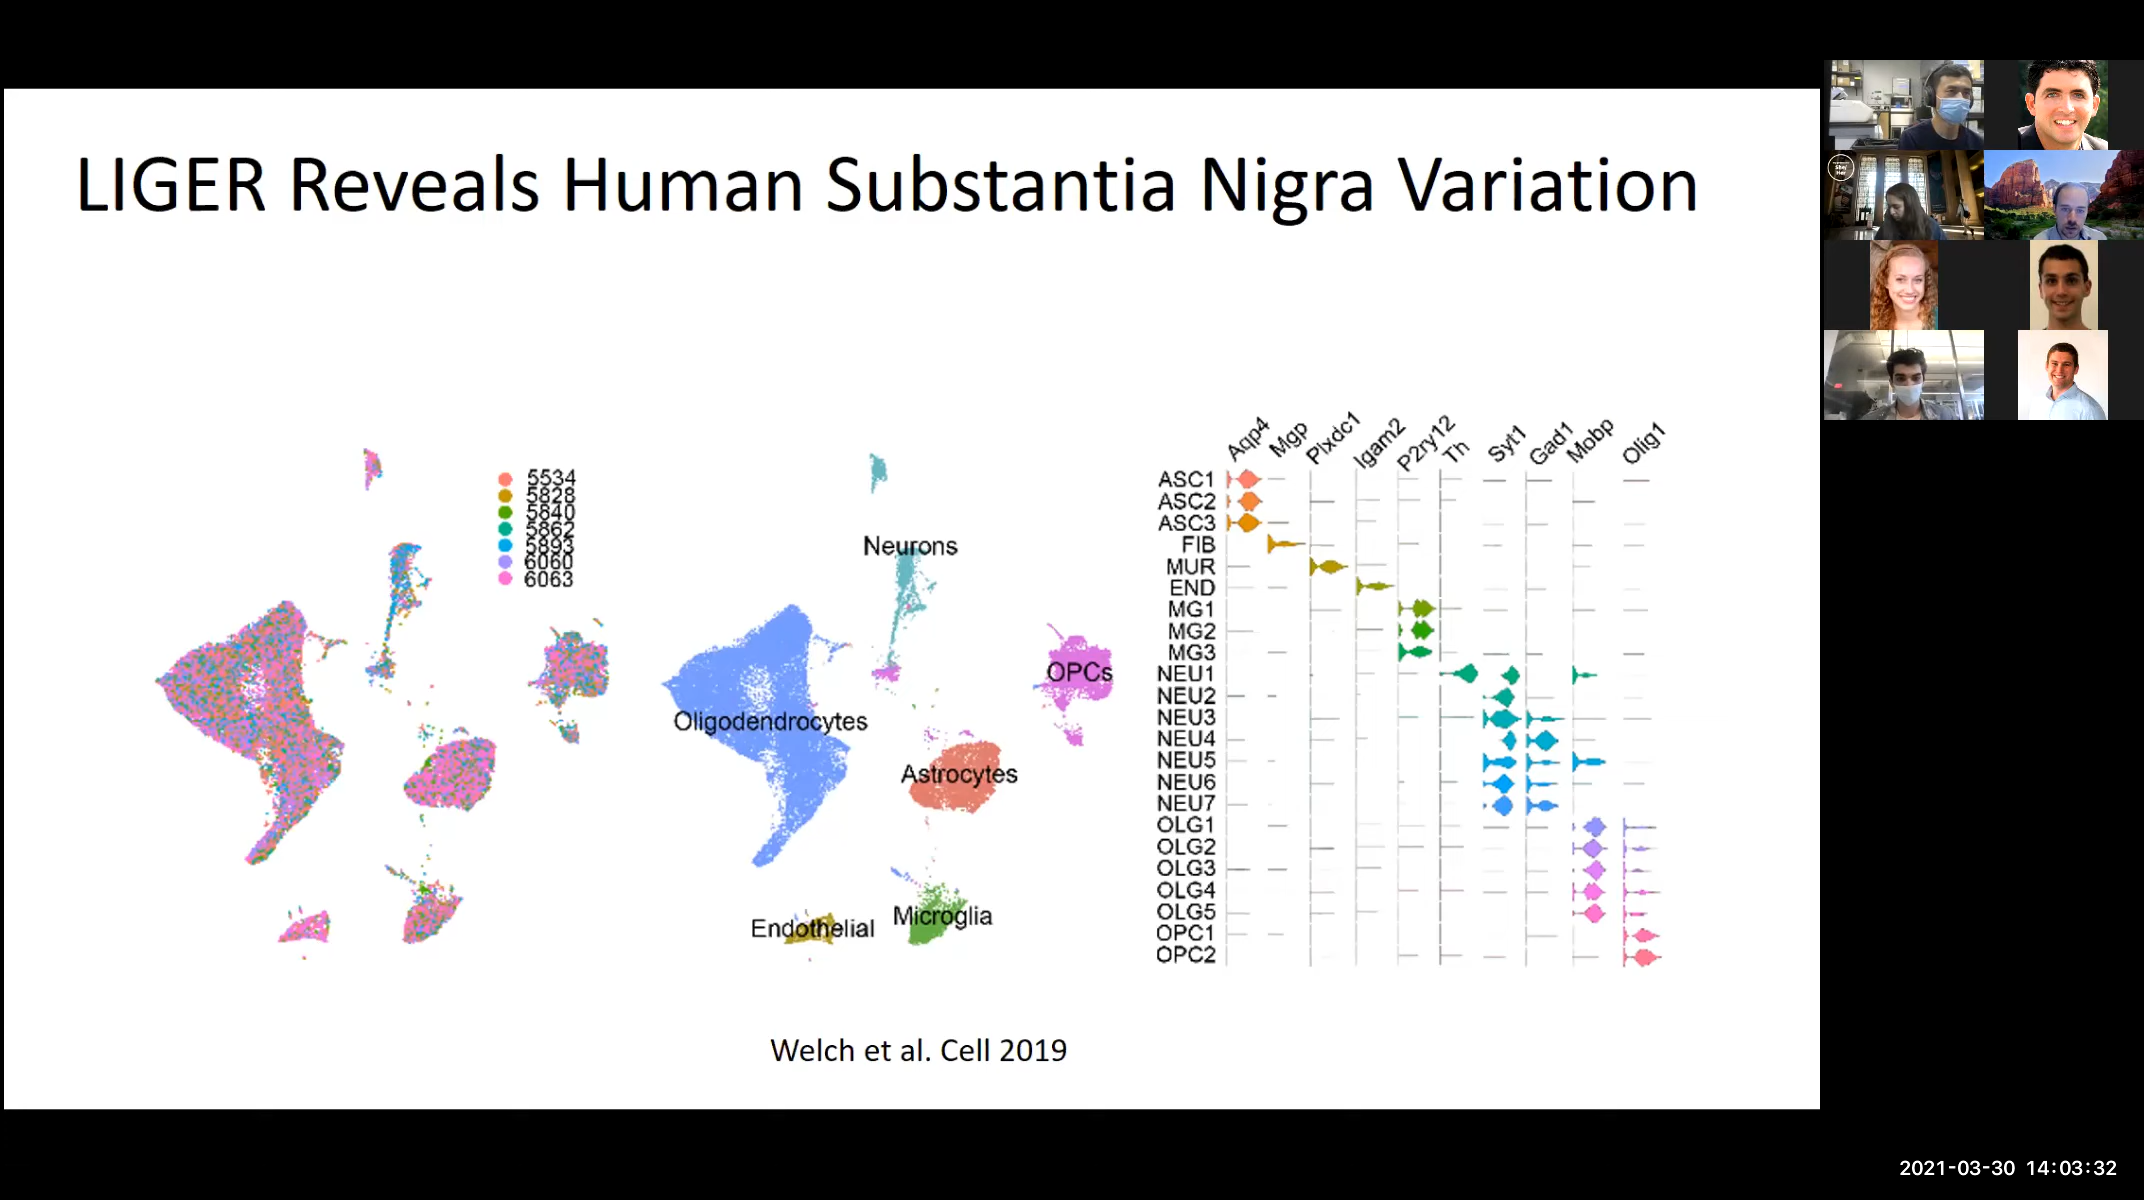 LIGER Reveals Human Substantia Nigra Variation
5534
5828
5840
5862
5893
6060
6063
Neurons
OPCs
Oligodendrocytes
Astrocytes
Microglia
Endothelial
Aqp4 Mgp Plxdc1 Igam2 P2ry12 Th Syt1 Gad1 Mobp Olig1
ASC1
ASC2
ASC3
FIB
MUR
END
MG1
MG2
MG3
NEU1
NEU2
NEU3
NEU4
NEU5
NEU6
NEU7
OLG1
OLG2
OLG3
OLG4
OLG5
OPC1
OPC2
Welch et al. Cell 2019
She/
Her
2021-03-30 14:03:32